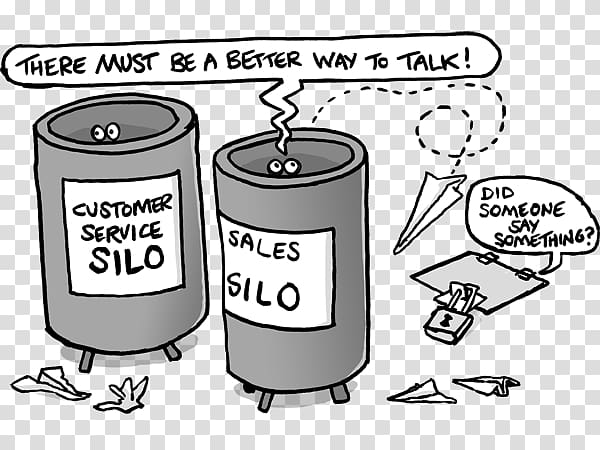 THERE MUST BE A BETTER WAY TO TALK!
CUSTOMER
SERVICE
SILO
SALES
SILO
DID
SOMEONE
SAY
SOMETHING?